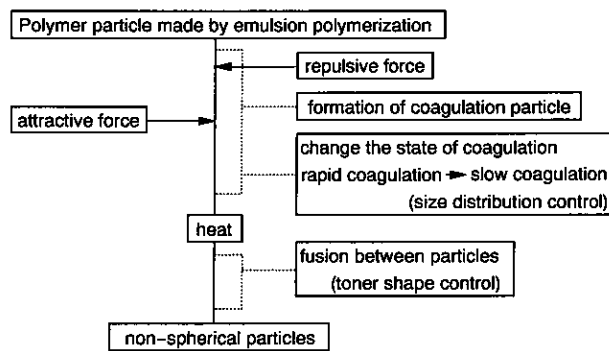 Polymer particle made by emulsion polymerization
repulsive force
formation of coagulation particle
attractive force
change the state of coagulation
rapid coagulation → slow coagulation
(size distribution control)
heat
fusion between particles
(toner shape control)
non-spherical particles